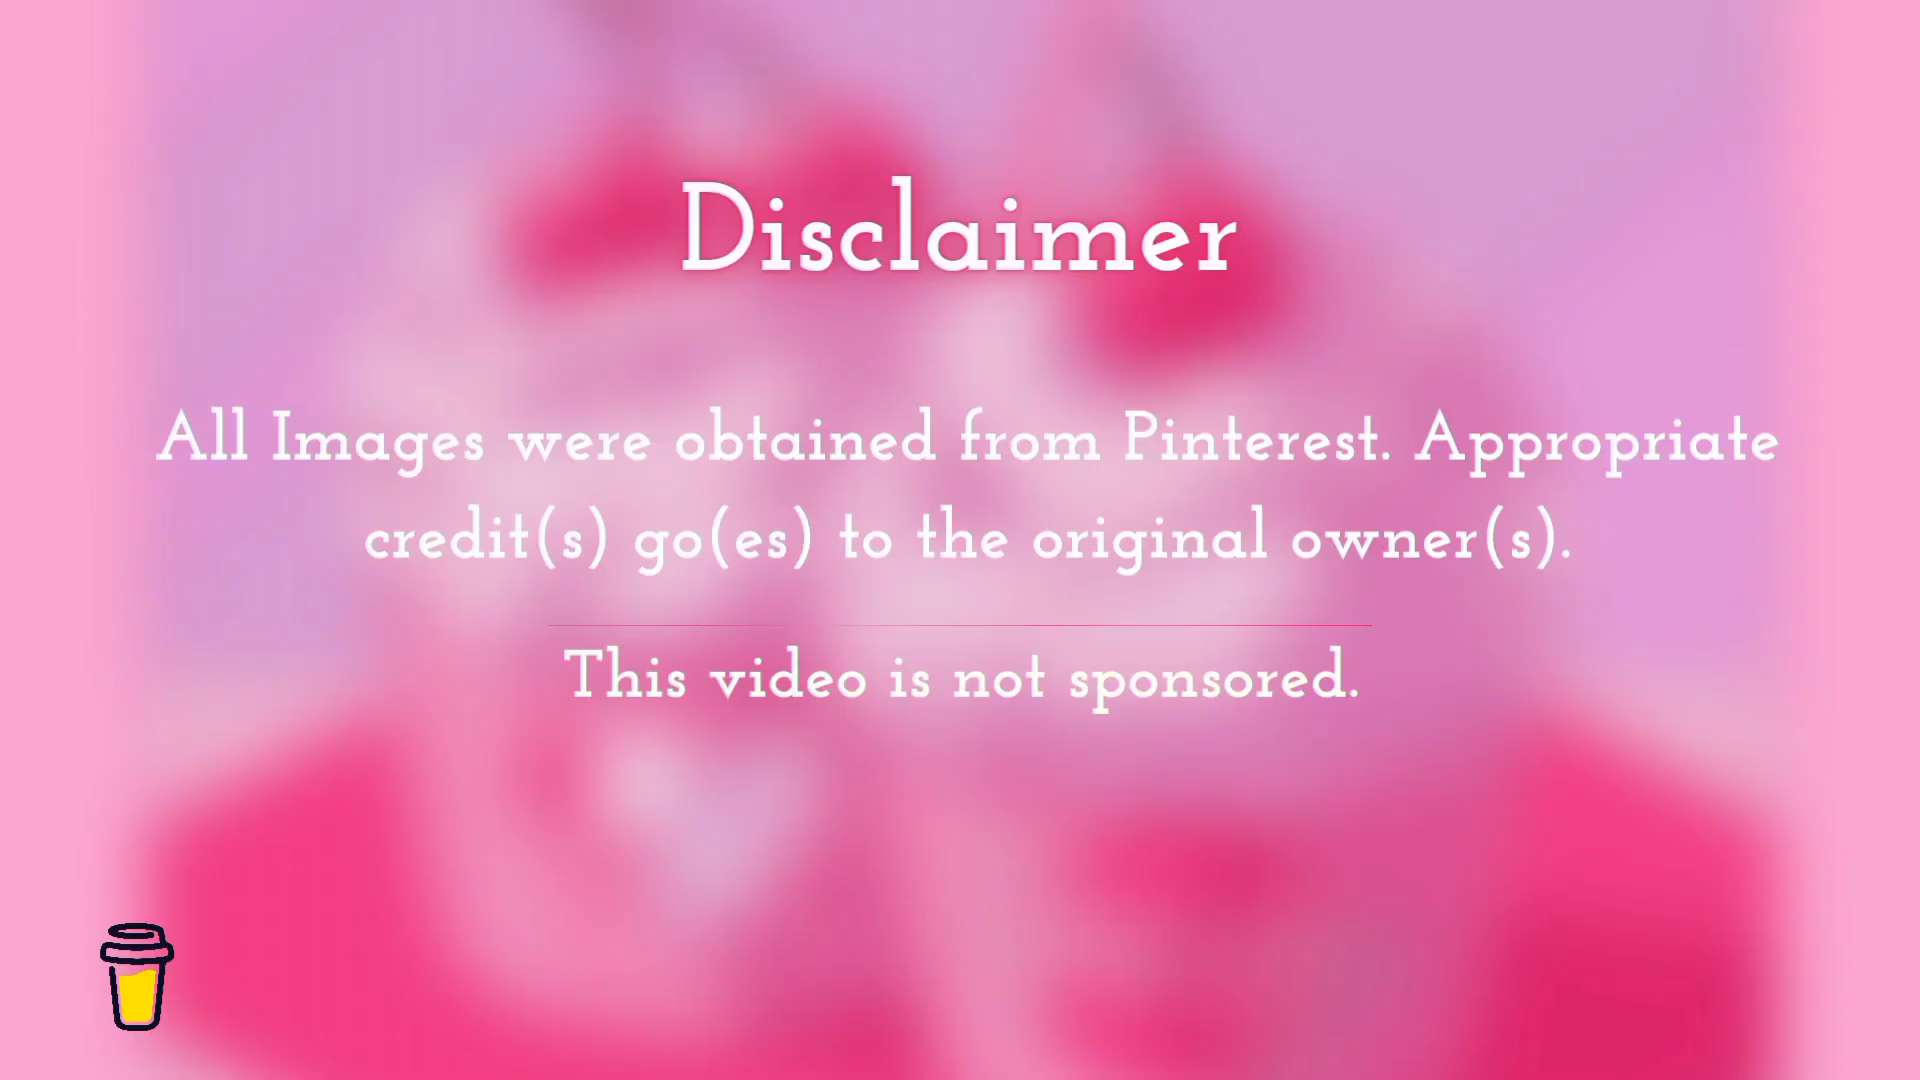 Disclaimer
All Images were obtained from Pinterest. Appropriate
credit(s) go(es) to the original owner(s).
This video is not sponsored.